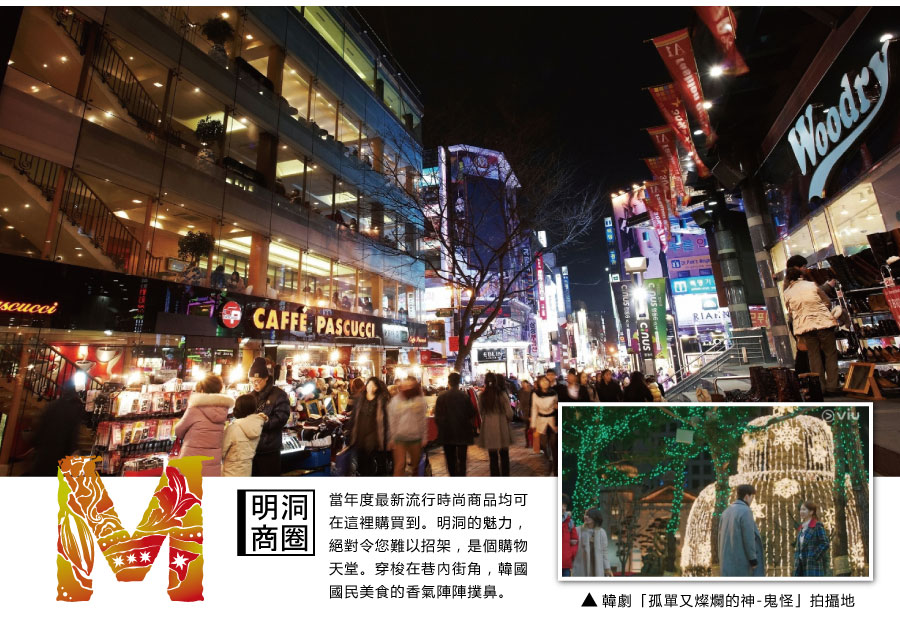 Woodry
pascucci
CAFFÉ PASCUCCI
CINUS
CINUS
RIAN
viu
M
明洞
商圈
當年度最新流行時尚商品均可
在這裡購買到。明洞的魅力，
絕對令您難以招架，是個購物
天堂。穿梭在巷內街角，韓國
國民美食的香氣陣陣撲鼻。
▲ 韓劇「孤單又燦爛的神-鬼怪」拍攝地